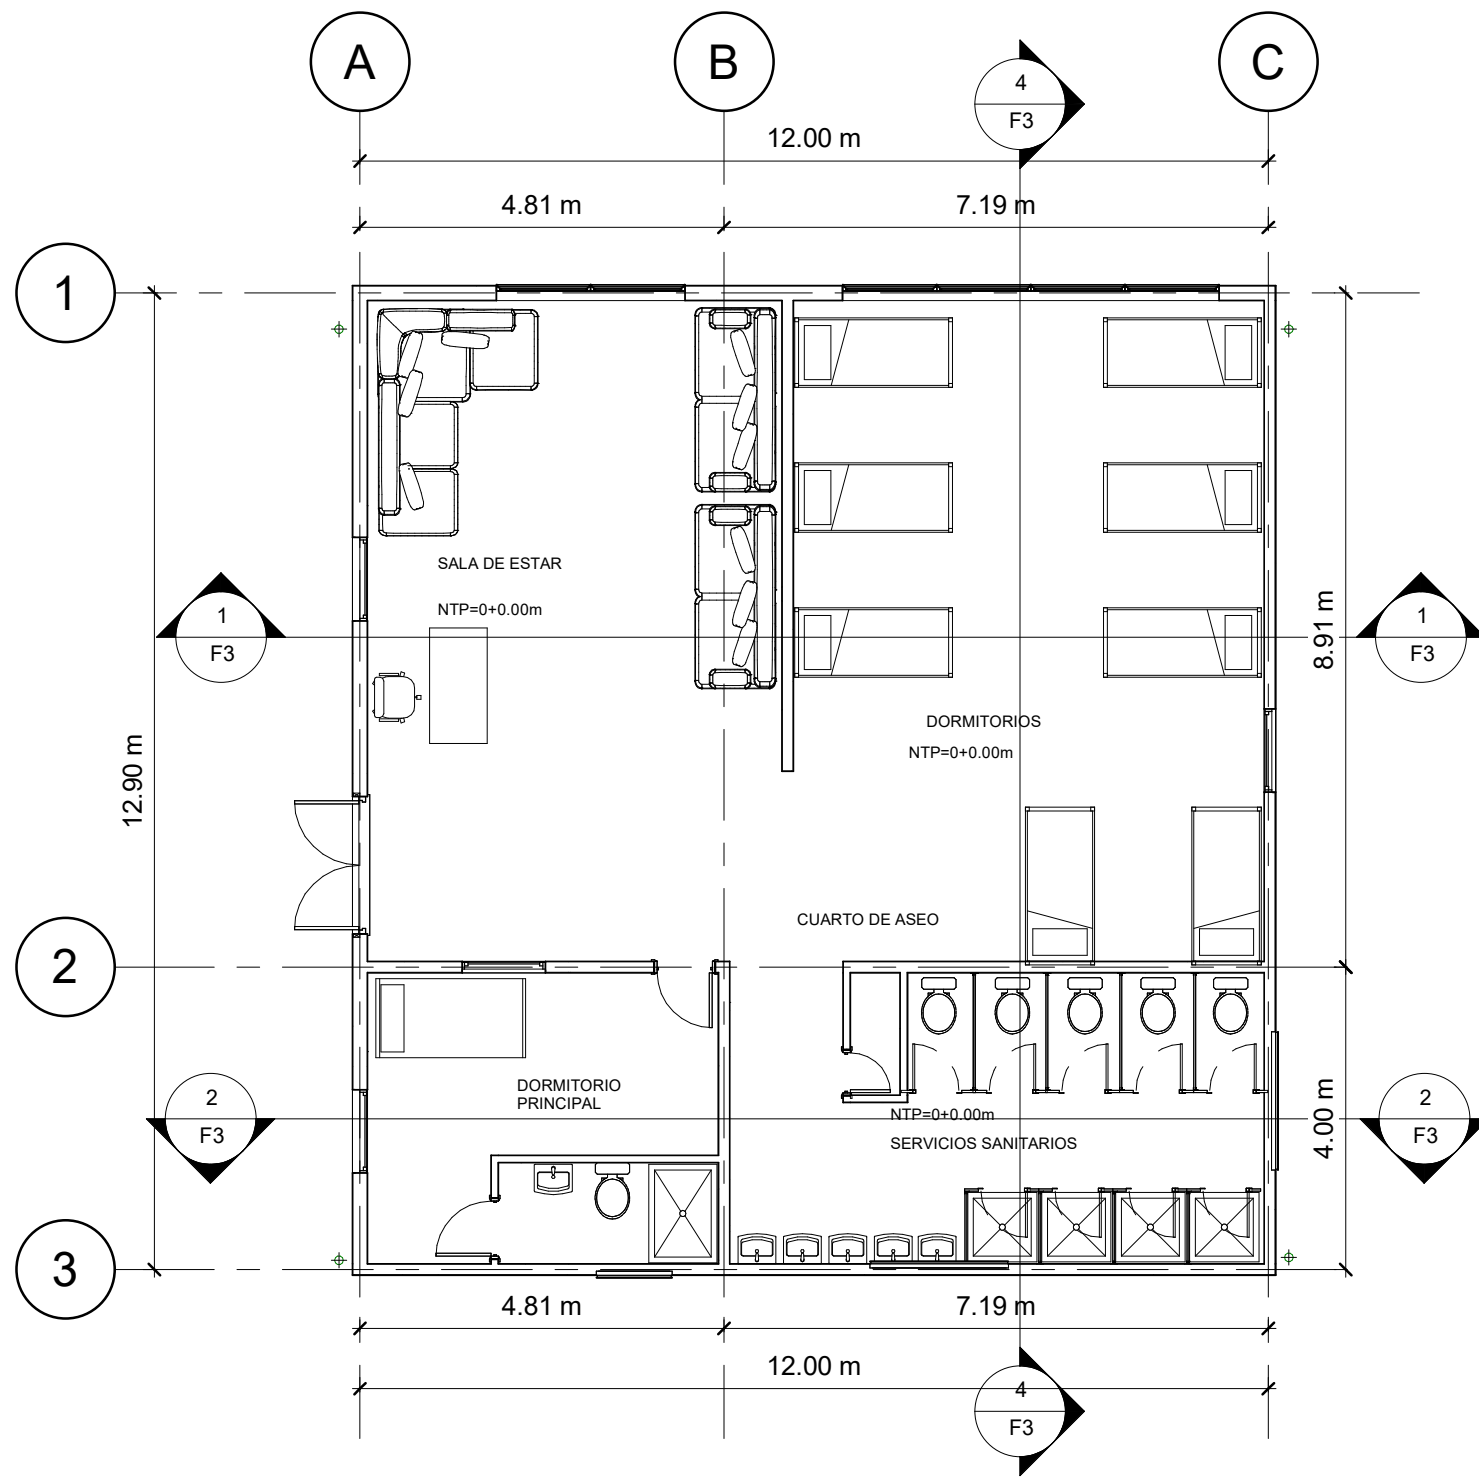 A
B
C
4
F3
12.00 m
4.81 m
7.19 m
1
SALA DE ESTAR
NTP=0+0.00m
1
F3
1
F3
8.91 m
DORMITORIOS
NTP=0+0.00m
12.90 m
CUARTO DE ASEO
2
DORMITORIO
PRINCIPAL
2
F3
NTP=0+0.00m
SERVICIOS SANITARIOS
4.00 m
2
F3
3
4.81 m
7.19 m
12.00 m
4
F3